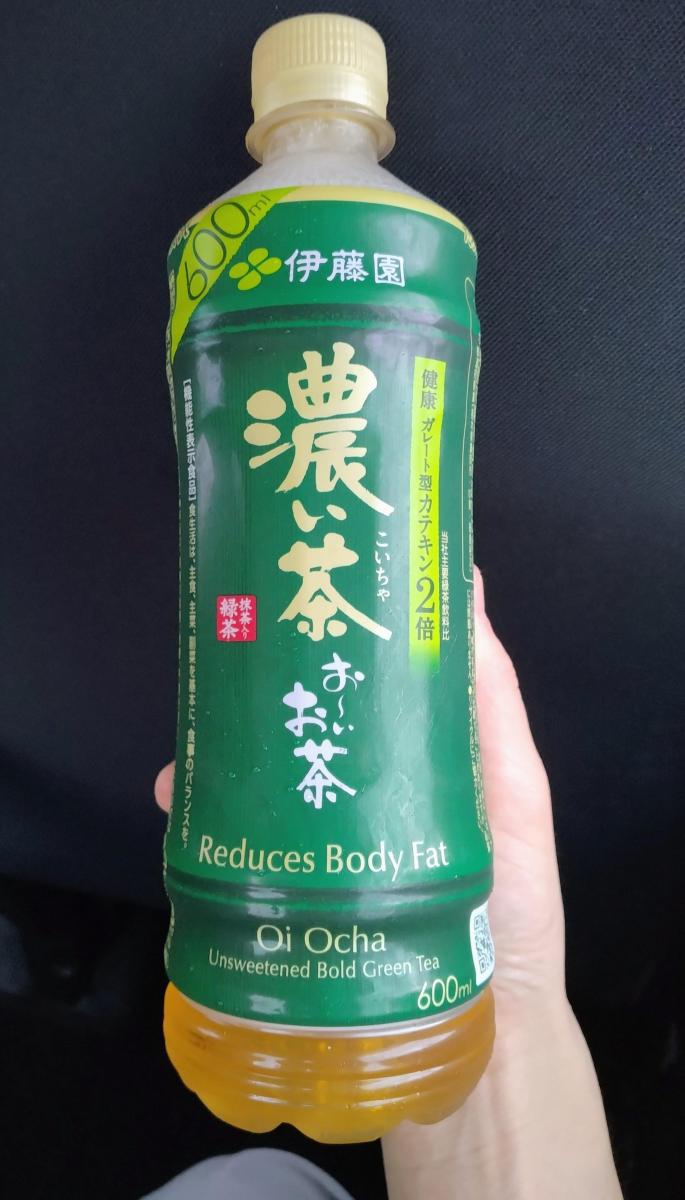 600ml
伊藤園
濃い茶
こいちゃ
健康 ガレート型カテキン2倍
当社主要緑茶飲料比
[機能性表示食品]食生活は、主食、主菜、副菜を基本に、食事のバランスを。
抹茶入り
緑茶
お～い
お茶
Reduces Body Fat
Oi Ocha
Unsweetened Bold Green Tea
600ml